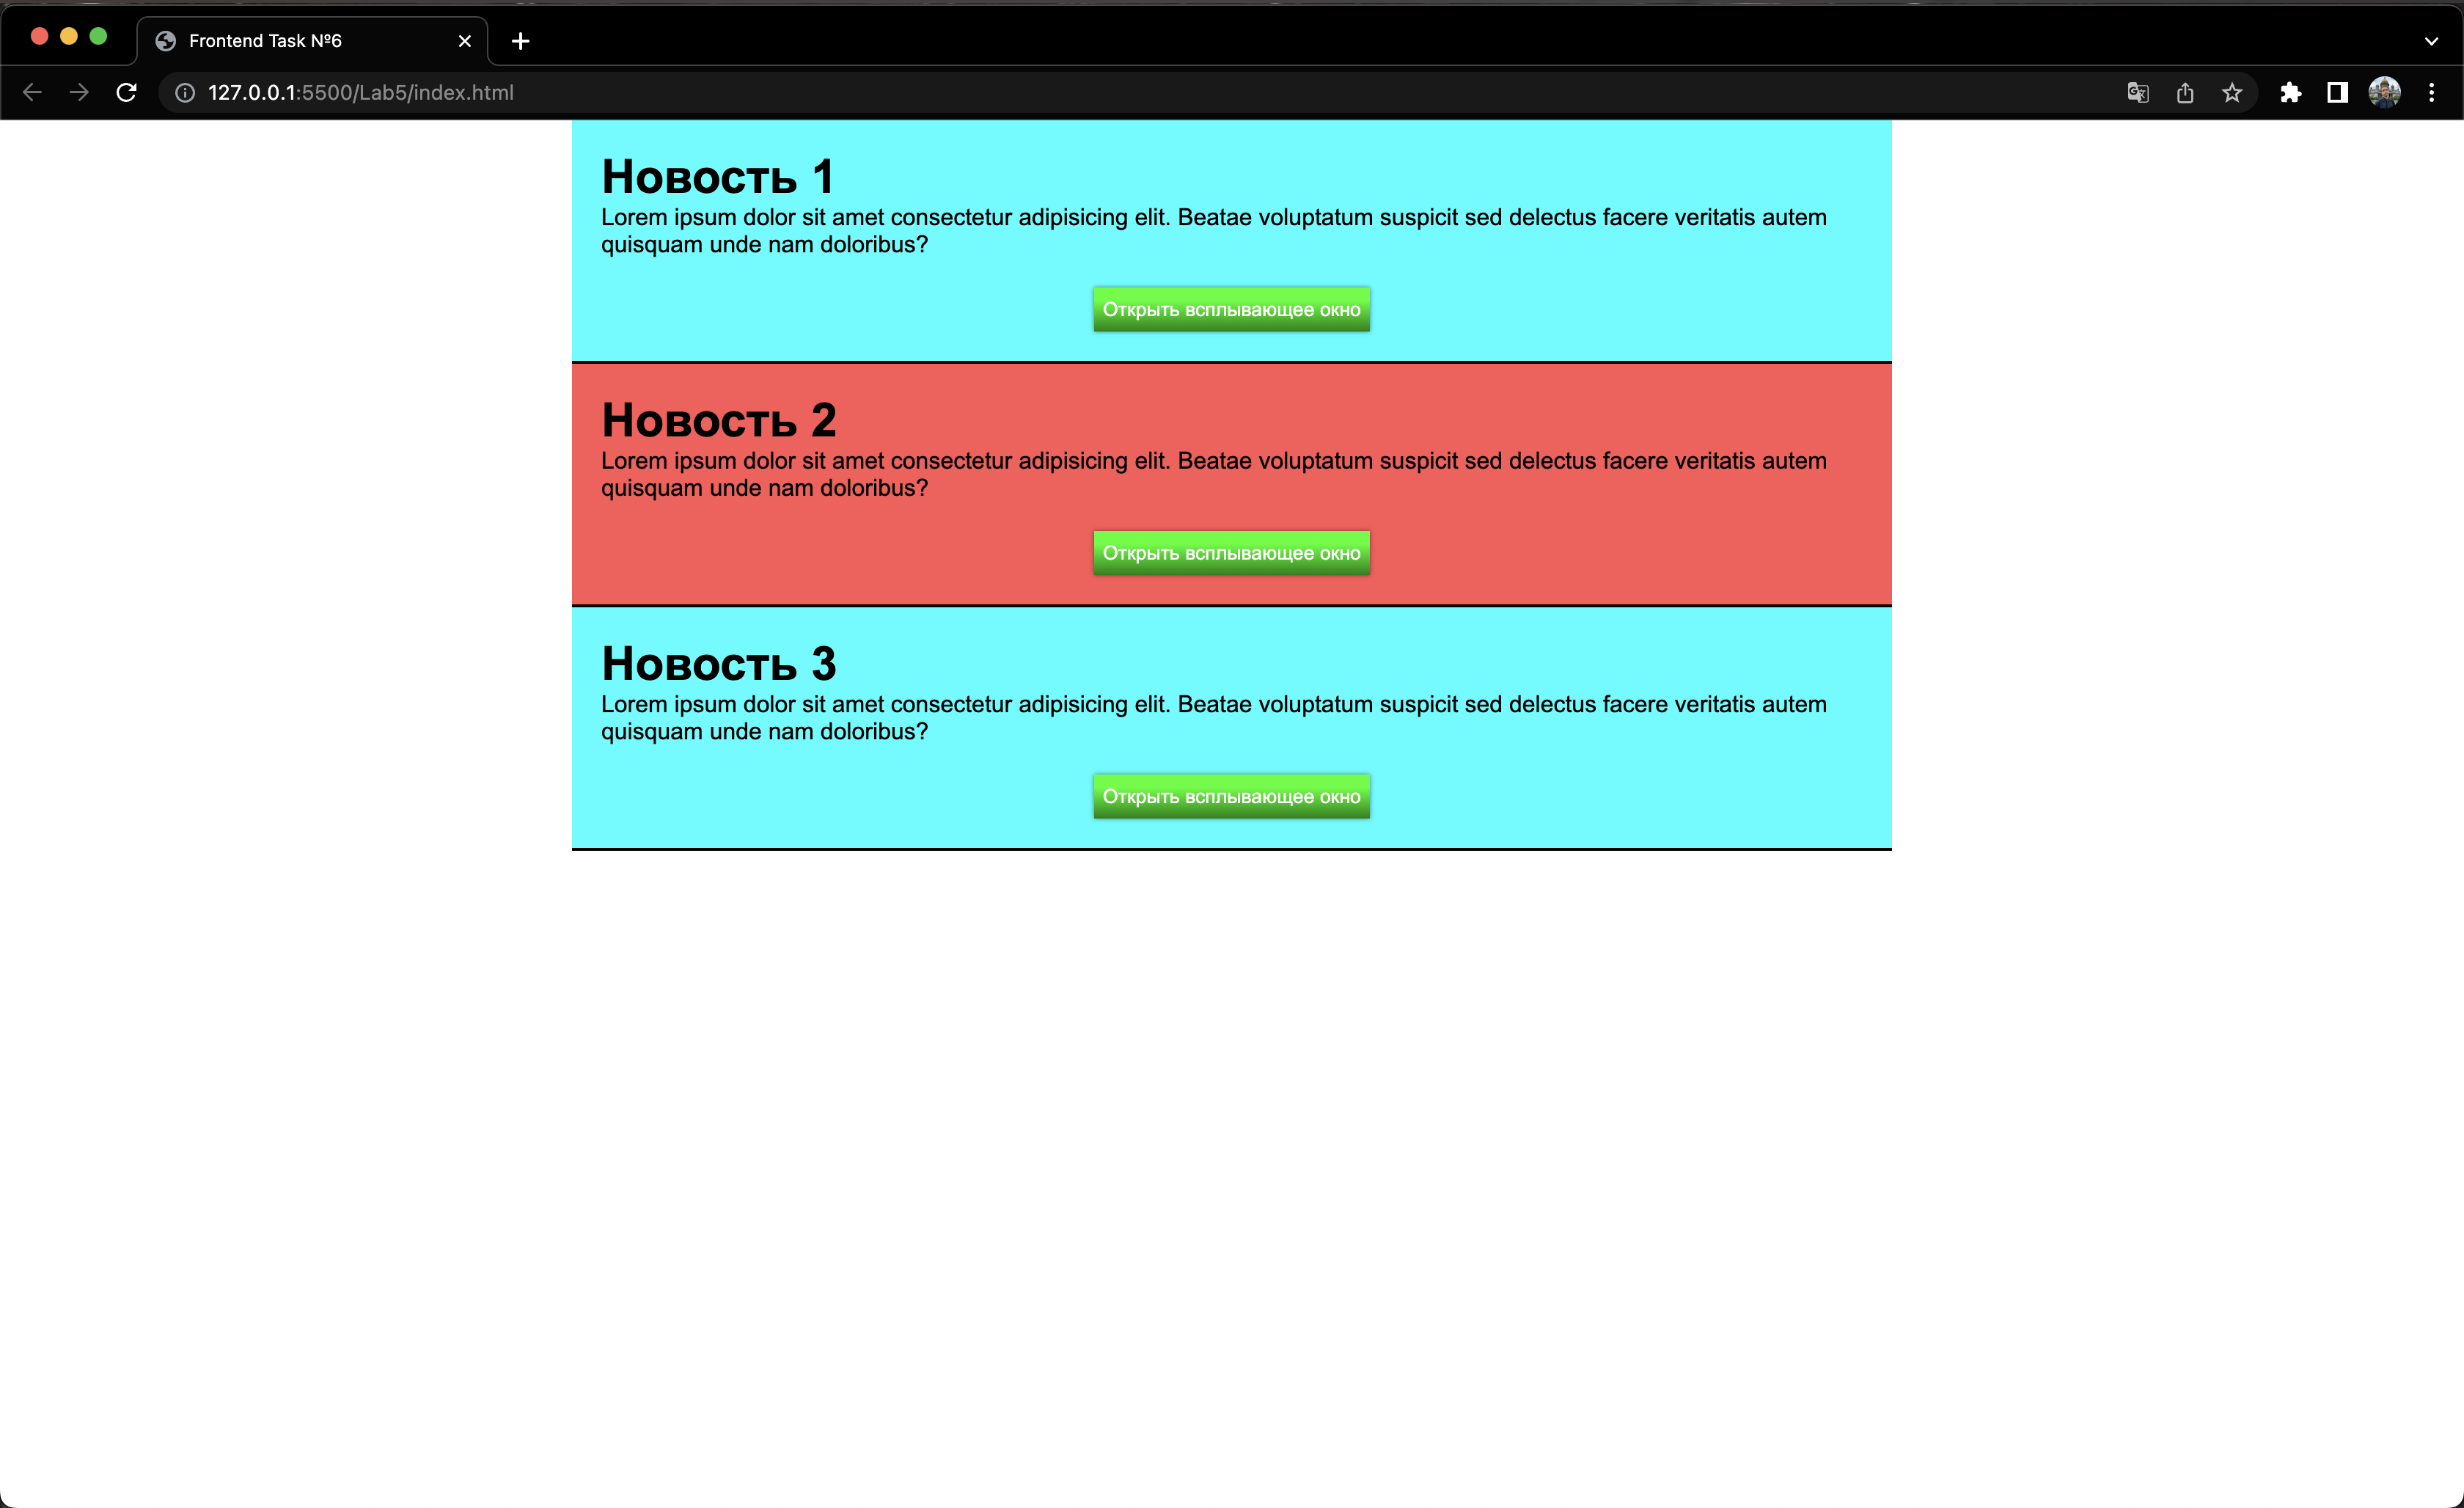 Frontend Task №6
127.0.0.1:5500/Lab5/index.html
Новость 1
Lorem ipsum dolor sit amet consectetur adipisicing elit. Beatae voluptatum suspicit sed delectus facere veritatis autem
quisquam unde nam doloribus?
Открыть всплывающее окно
Новость 2
Lorem ipsum dolor sit amet consectetur adipisicing elit. Beatae voluptatum suspicit sed delectus facere veritatis autem
quisquam unde nam doloribus?
Открыть всплывающее окно
Новость 3
Lorem ipsum dolor sit amet consectetur adipisicing elit. Beatae voluptatum suspicit sed delectus facere veritatis autem
quisquam unde nam doloribus?
Открыть всплывающее окно